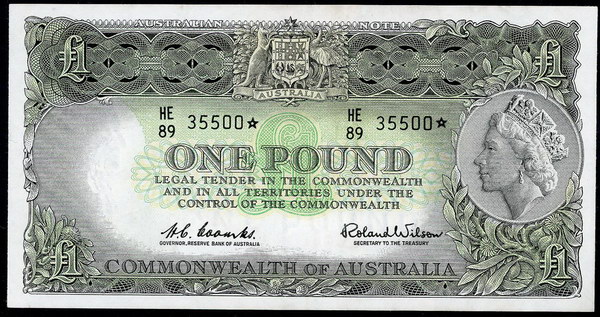 AUSTRALIAN NOTE
£1 £1
AUSTRALIA
HE 89 35500★ HE 89 35500★
ONE POUND
LEGAL TENDER IN THE COMMONWEALTH
AND IN ALL TERRITORIES UNDER THE
CONTROL OF THE COMMONWEALTH
H.C. Coombs. Roland Wilson
GOVERNOR, RESERVE BANK OF AUSTRALIA SECRETARY TO THE TREASURY
£1 COMMONWEALTH OF AUSTRALIA £1